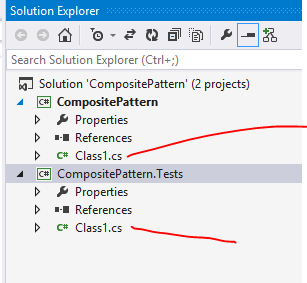 Solution Explorer
Search Solution Explorer (Ctrl+;)
Solution 'CompositePattern' (2 projects)
C# CompositePattern
Properties
References
C# Class1.cs
C# CompositePattern.Tests
Properties
References
C# Class1.cs